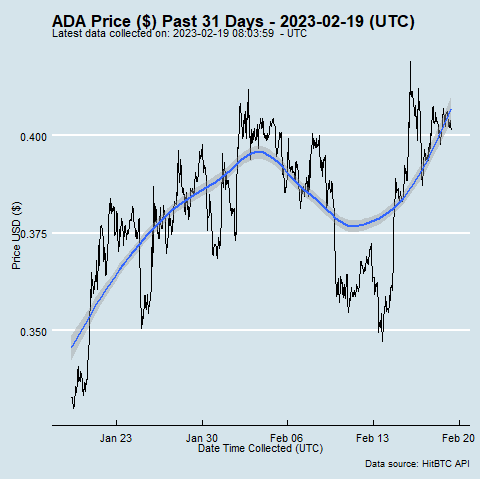 ADA Price ($) Past 31 Days - 2023-02-19 (UTC)
Latest data collected on: 2023-02-19 08:03:59 - UTC
0.400
0.375
0.350
Price USD ($)
Jan 23 Jan 30 Feb 06 Feb 13 Feb 20
Date Time Collected (UTC)
Data source: HitBTC API